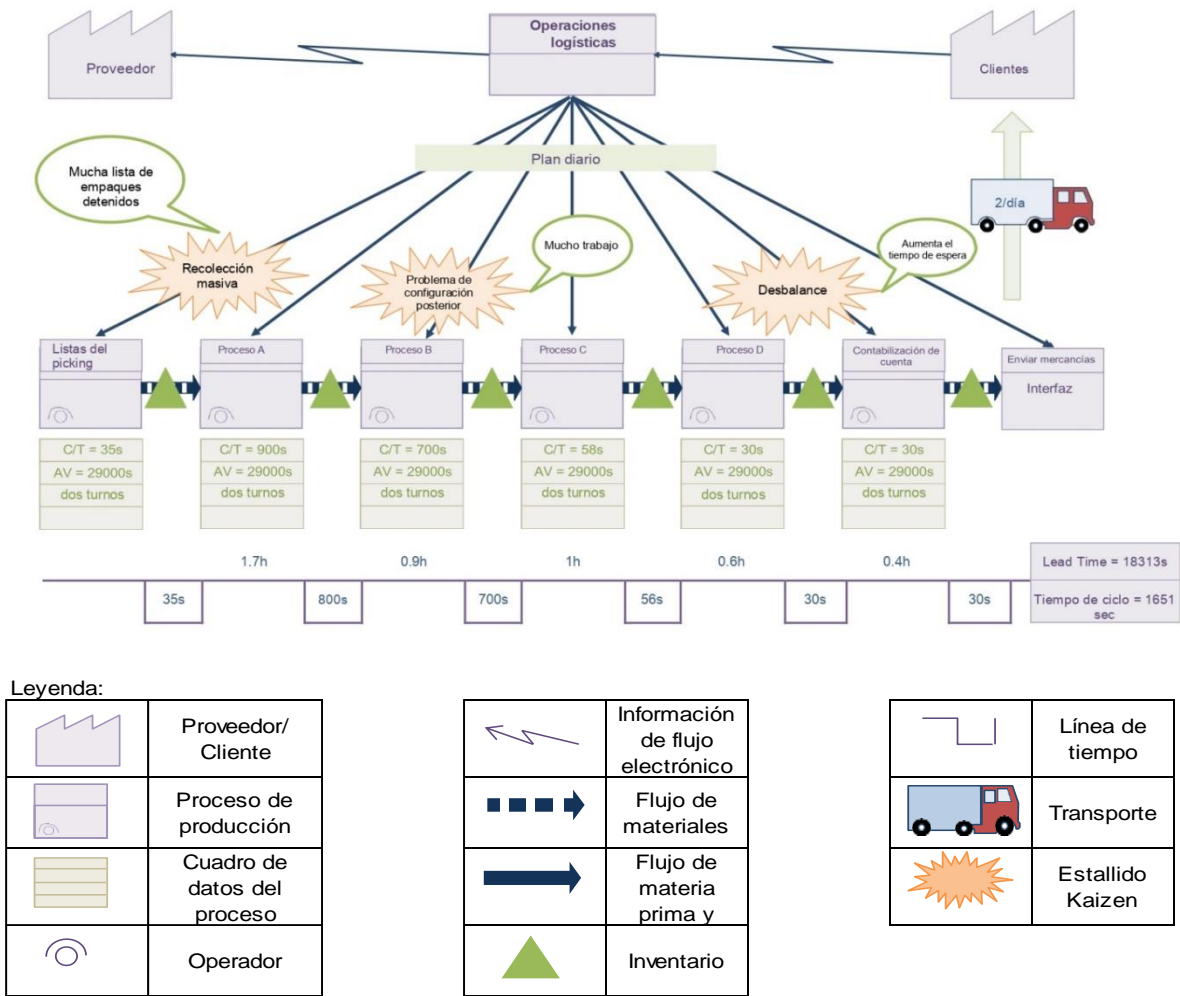 Operaciones
logísticas
Proveedor
Clientes
Plan diario
Mucha lista de
empaques
detenidos
2/día
Mucho trabajo
Aumenta el
tiempo de espera
Recolección
masiva
Problema de
configuración
posterior
Desbalance
Listas del
picking
Proceso A
Proceso B
Proceso C
Proceso D
Contabilización de
cuenta
Enviar mercancías
Interfaz
C/T = 35s
AV = 29000s
dos turnos
C/T = 900s
AV = 29000s
dos turnos
C/T = 700s
AV = 29000s
dos turnos
C/T = 58s
AV = 29000s
dos turnos
C/T = 30s
AV = 29000s
dos turnos
C/T = 30s
AV = 29000s
dos turnos
1.7h
0.9h
1h
0.6h
0.4h
Lead Time = 18313s
35s
800s
700s
56s
30s
30s
Tiempo de ciclo = 1651
sec
Leyenda:
Proveedor/
Cliente
Proceso de
producción
Cuadro de
datos del
proceso
Operador
Información
de flujo
electrónico
Flujo de
materiales
Flujo de
materia
prima y
Inventario
Línea de
tiempo
Transporte
Estallido
Kaizen